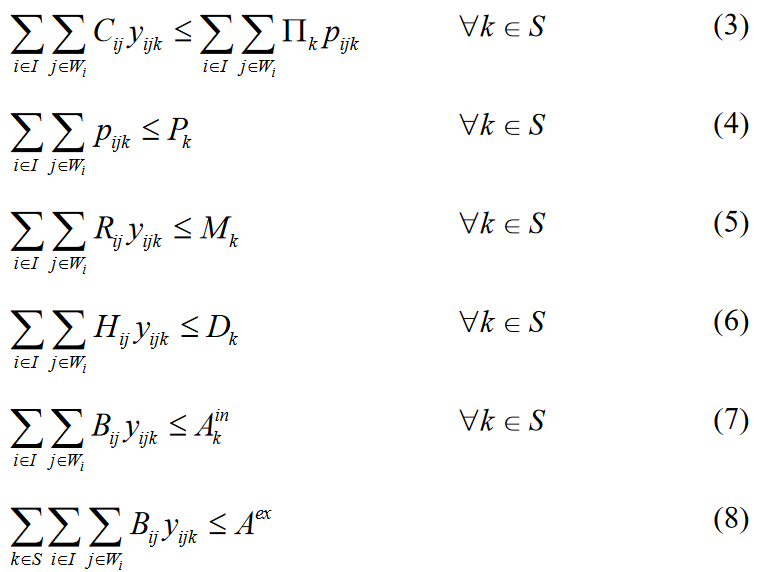 ∑_{i∈I} ∑_{j∈W_i} C_{ij} y_{ijk} ≤ ∑_{i∈I} ∑_{j∈W_i} Π_k p_{ijk} ∀k ∈ S (3)
∑_{i∈I} ∑_{j∈W_i} p_{ijk} ≤ P_k ∀k ∈ S (4)
∑_{i∈I} ∑_{j∈W_i} R_{ij} y_{ijk} ≤ M_k ∀k ∈ S (5)
∑_{i∈I} ∑_{j∈W_i} H_{ij} y_{ijk} ≤ D_k ∀k ∈ S (6)
∑_{i∈I} ∑_{j∈W_i} B_{ij} y_{ijk} ≤ A_k^{in} ∀k ∈ S (7)
∑_{k∈S} ∑_{i∈I} ∑_{j∈W_i} B_{ij} y_{ijk} ≤ A^{ex} (8)